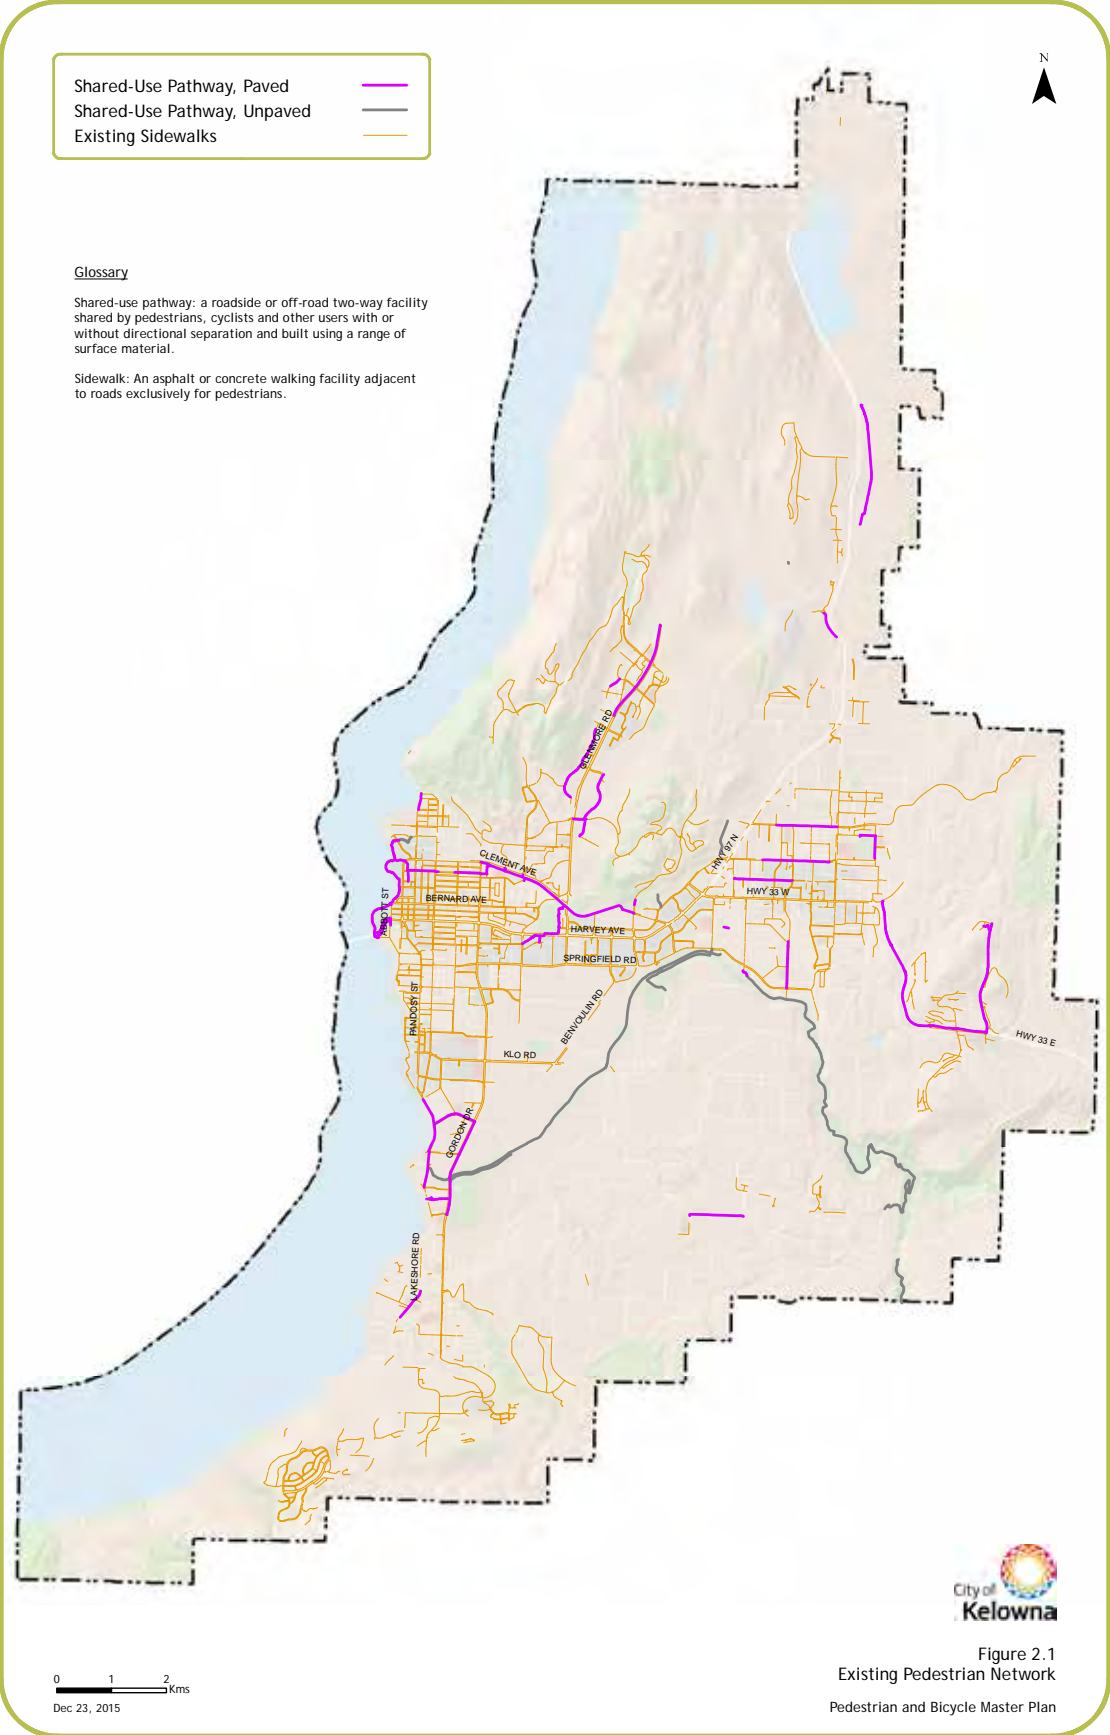 Shared-Use Pathway, Paved
Shared-Use Pathway, Unpaved
Existing Sidewalks
N
Glossary
Shared-use pathway: a roadside or off-road two-way facility
shared by pedestrians, cyclists and other users with or
without directional separation and built using a range of
surface material.
Sidewalk: An asphalt or concrete walking facility adjacent
to roads exclusively for pedestrians.
GLENMORE RD
CLEMENT AVE
HWY 97 N
HWY 33 W
BERNARD AVE
ABBOTT ST
HARVEY AVE
SPRINGFIELD RD
PANDOSY ST
BENVOULIN RD
KLO RD
HWY 33 E
GORDON DR
LAKESHORE RD
City of
Kelowna
Figure 2.1
Existing Pedestrian Network
Pedestrian and Bicycle Master Plan
0 1 2
Kms
Dec 23, 2015